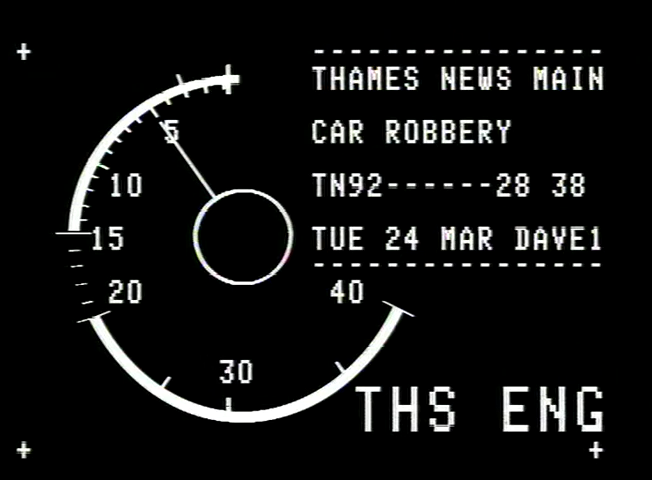 ----------------
THAMES NEWS MAIN
CAR ROBBERY
TN92------28 38
TUE 24 MAR DAVE1
----------------
5
10
15
20
30
40
THS ENG